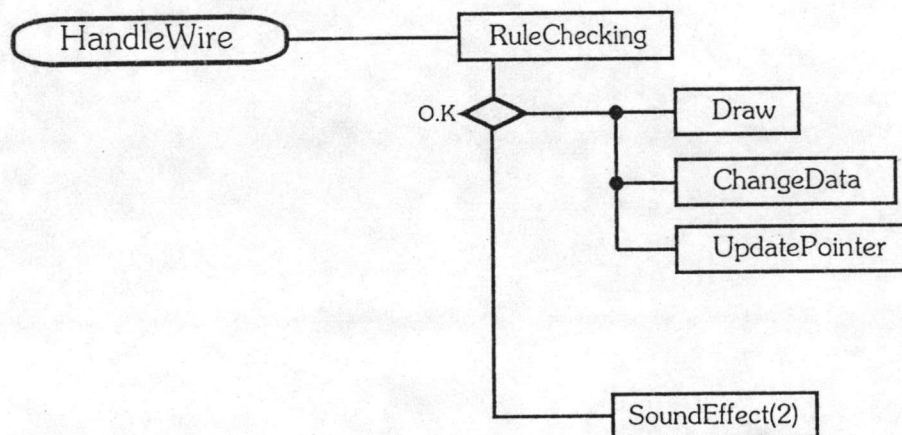 HandleWire
RuleChecking
O.K
Draw
ChangeData
UpdatePointer
SoundEffect(2)